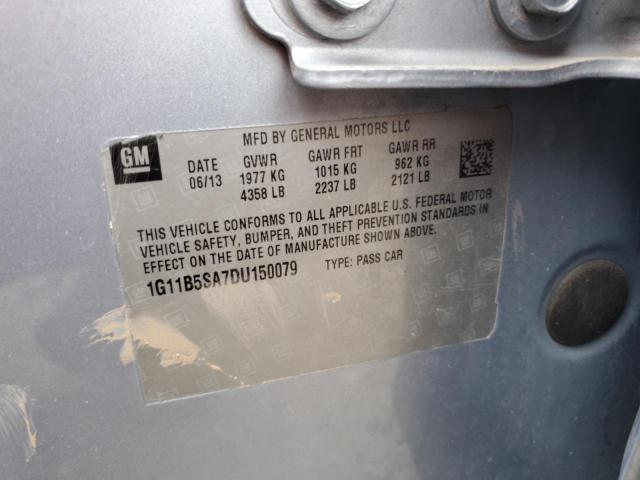 MFD BY GENERAL MOTORS LLC
GM
DATE GVWR GAWR FRT GAWR RR
06/13 1977 KG 1015 KG 962 KG
4358 LB 2237 LB 2121 LB
THIS VEHICLE CONFORMS TO ALL APPLICABLE U.S. FEDERAL MOTOR
VEHICLE SAFETY, BUMPER, AND THEFT PREVENTION STANDARDS IN
EFFECT ON THE DATE OF MANUFACTURE SHOWN ABOVE.
1G11B5SA7DU150079 TYPE: PASS CAR